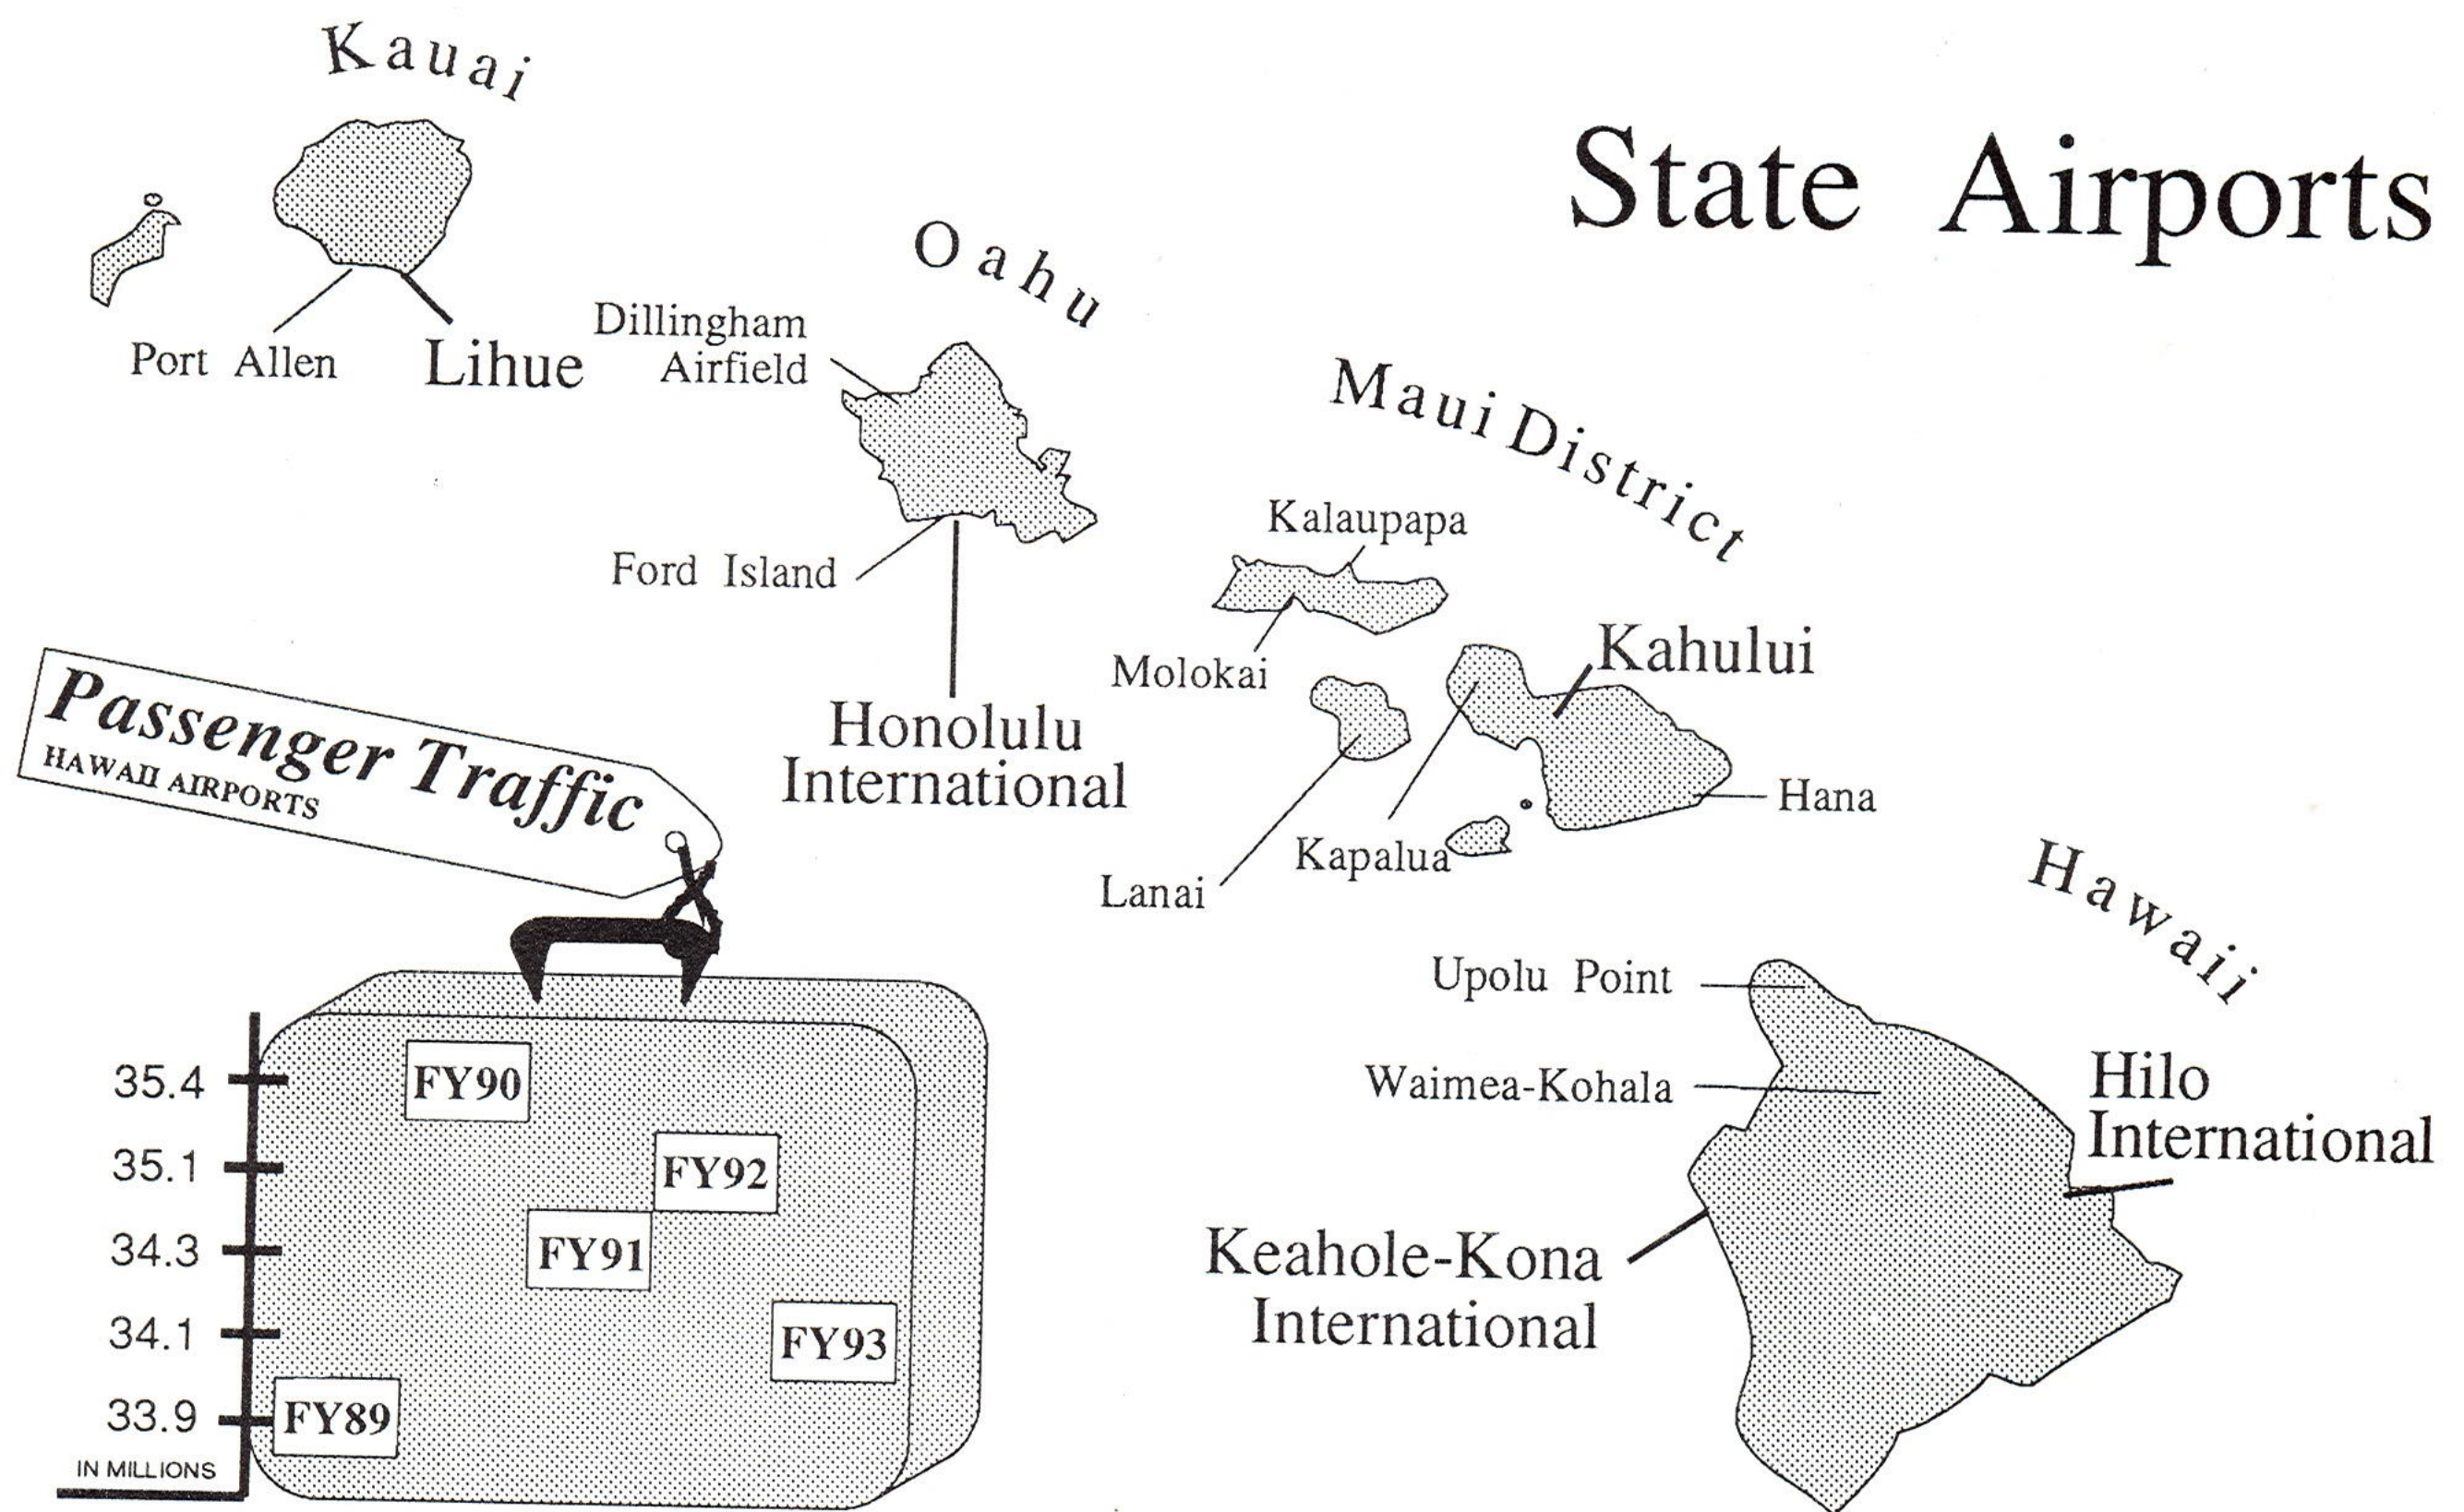 State Airports
Kauai
Port Allen
Lihue
Oahu
Dillingham
Airfield
Ford Island
Honolulu
International
Maui District
Kalaupapa
Molokai
Kahului
Lanai
Kapalua
Hana
Hawaii
Upolu Point
Waimea-Kohala
Hilo
International
Keahole-Kona
International
Passenger Traffic
HAWAII AIRPORTS
35.4
FY90
35.1
FY92
34.3
FY91
34.1
FY93
33.9
FY89
IN MILLIONS